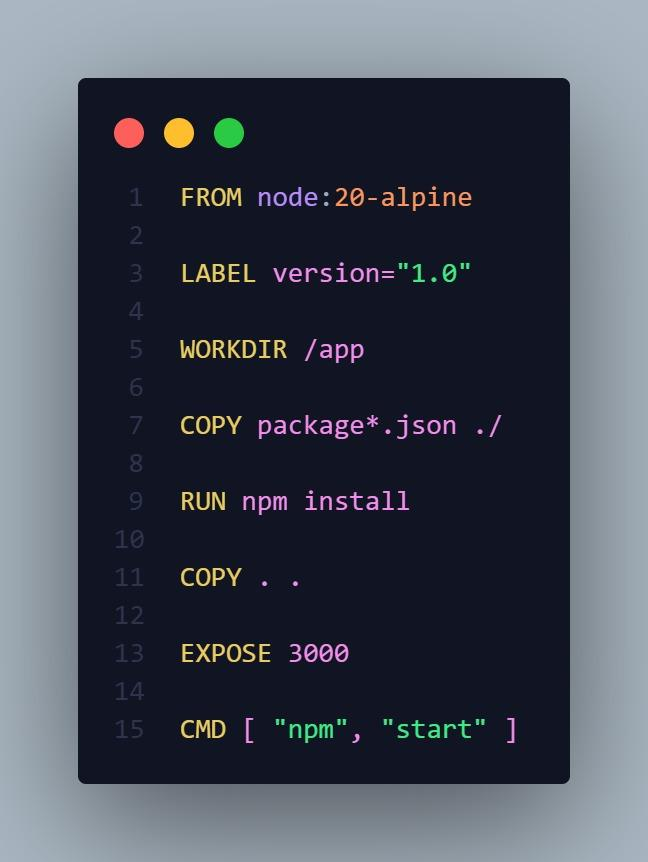 1 FROM node:20-alpine
2
3 LABEL version="1.0"
4
5 WORKDIR /app
6
7 COPY package*.json ./
8
9 RUN npm install
10
11 COPY . .
12
13 EXPOSE 3000
14
15 CMD [ "npm", "start" ]